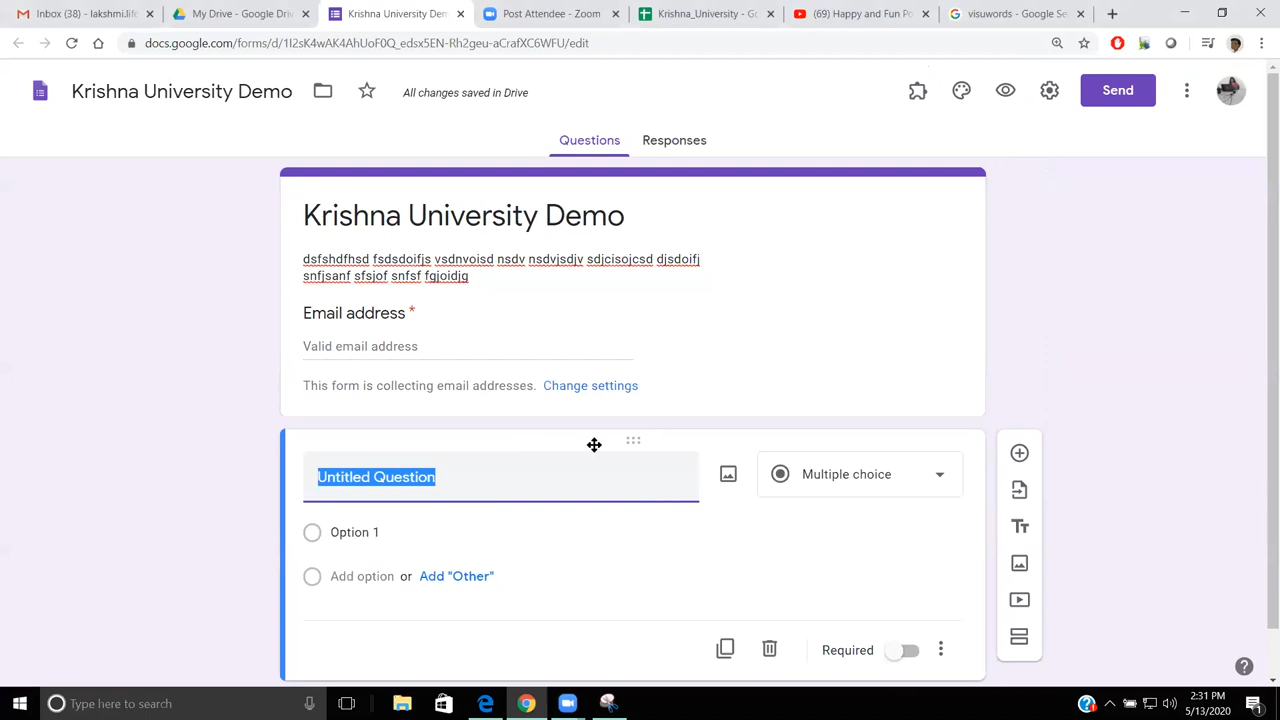 Inbox (38) - lakshmi.life
My Drive - Google Driv
Krishna University Dem
Post Attendee - Zoom
Krishna_University - Go
(69) Happy and Fun Po
visuwords - Google Se
docs.google.com/forms/d/1I2sK4wAK4AhUoF0Q_edsx5EN-Rh2geu-aCrafXC6WFU/edit
Krishna University Demo
All changes saved in Drive
Send
Questions
Responses
Krishna University Demo
dsfshdfhsd fsdsdoifjs vsdnvoisd nsdv nsdvjsdjv sdjcisojcsd djsdoifj
snfjsanf sfsjof snfsf fgjoidjg
Email address *
Valid email address
This form is collecting email addresses. Change settings
Untitled Question
Multiple choice
Option 1
Add option or Add "Other"
Required
Type here to search
2:31 PM
5/13/2020